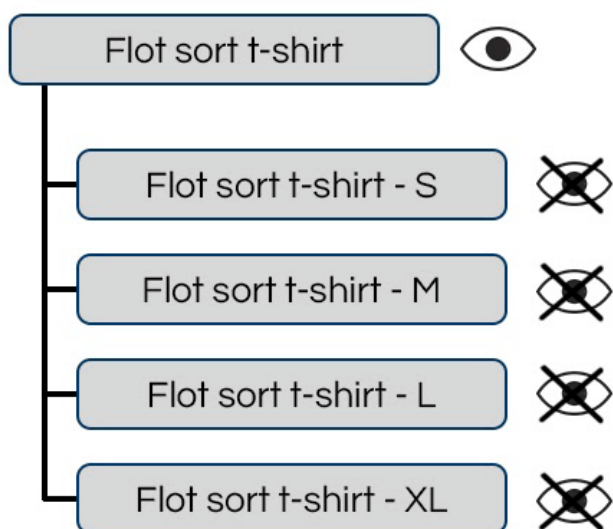 Flot sort t-shirt
Flot sort t-shirt - S
Flot sort t-shirt - M
Flot sort t-shirt - L
Flot sort t-shirt - XL